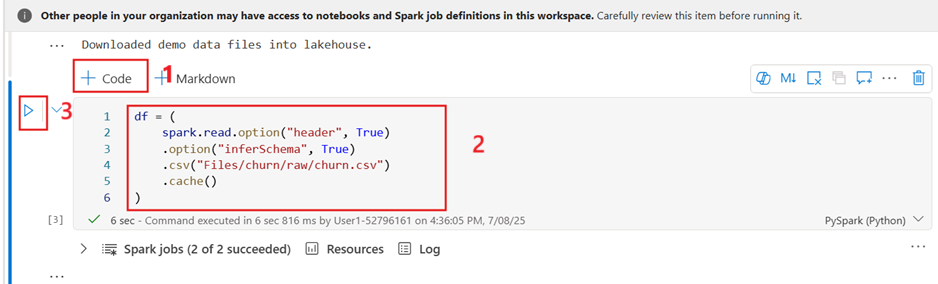 Other people in your organization may have access to notebooks and Spark job definitions in this workspace. Carefully review this item before running it.
... Downloaded demo data files into lakehouse.
+ Code 1 + Markdown M↓ ...
3
1 df = (
2 spark.read.option("header", True)
3 .option("inferSchema", True)
4 .csv("Files/churn/raw/churn.csv")
5 .cache()
6 )
2
[3] 6 sec - Command executed in 6 sec 816 ms by User1-52796161 on 4:36:05 PM, 7/08/25 PySpark (Python)
Spark jobs (2 of 2 succeeded) Resources Log ...
...